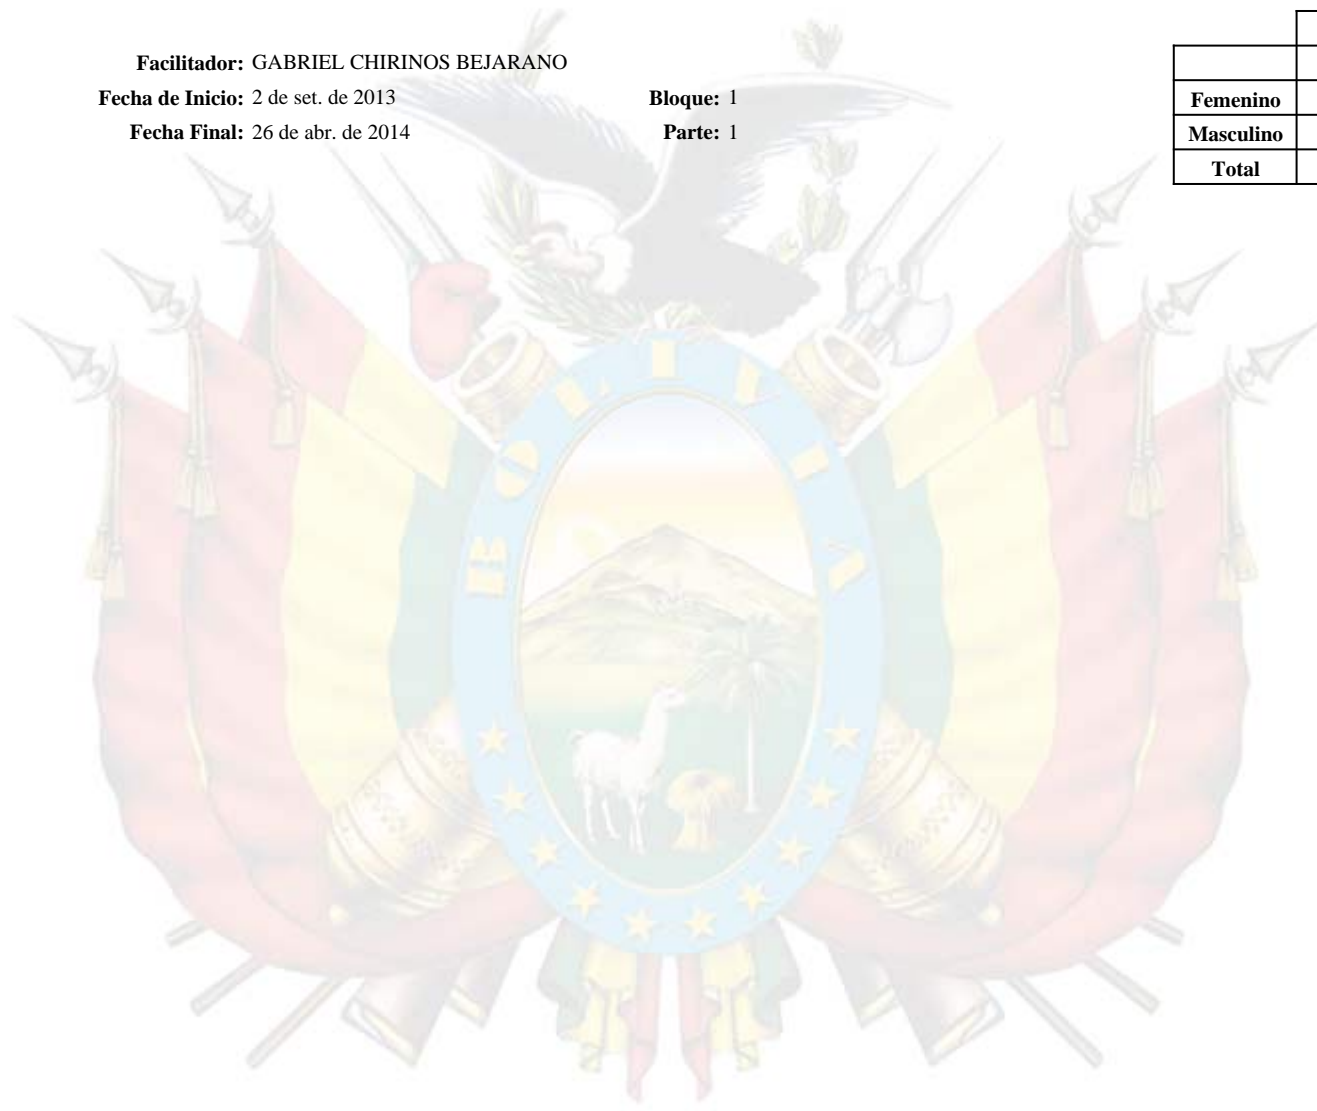 Facilitador: GABRIEL CHIRINOS BEJARANO
Fecha de Inicio: 2 de set. de 2013 Bloque: 1
Fecha Final: 26 de abr. de 2014 Parte: 1
Femenino
Masculino
Total
BOLIVIA